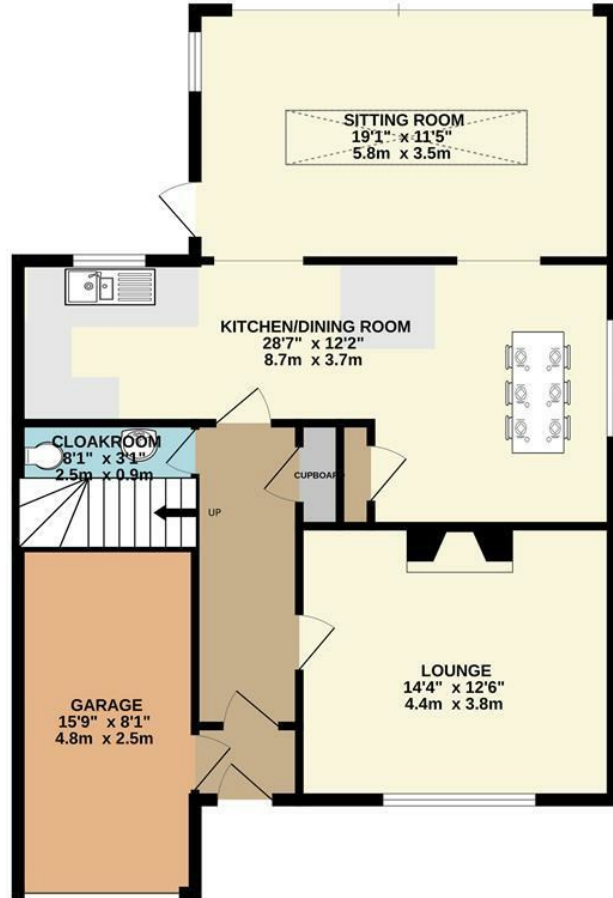 SITTING ROOM
19'1" x 11'5"
5.8m x 3.5m
KITCHEN/DINING ROOM
28'7" x 12'2"
8.7m x 3.7m
CLOAKROOM
8'1" x 3'1"
2.5m x 0.9m
CUPBOARD
UP
LOUNGE
14'4" x 12'6"
4.4m x 3.8m
GARAGE
15'9" x 8'1"
4.8m x 2.5m